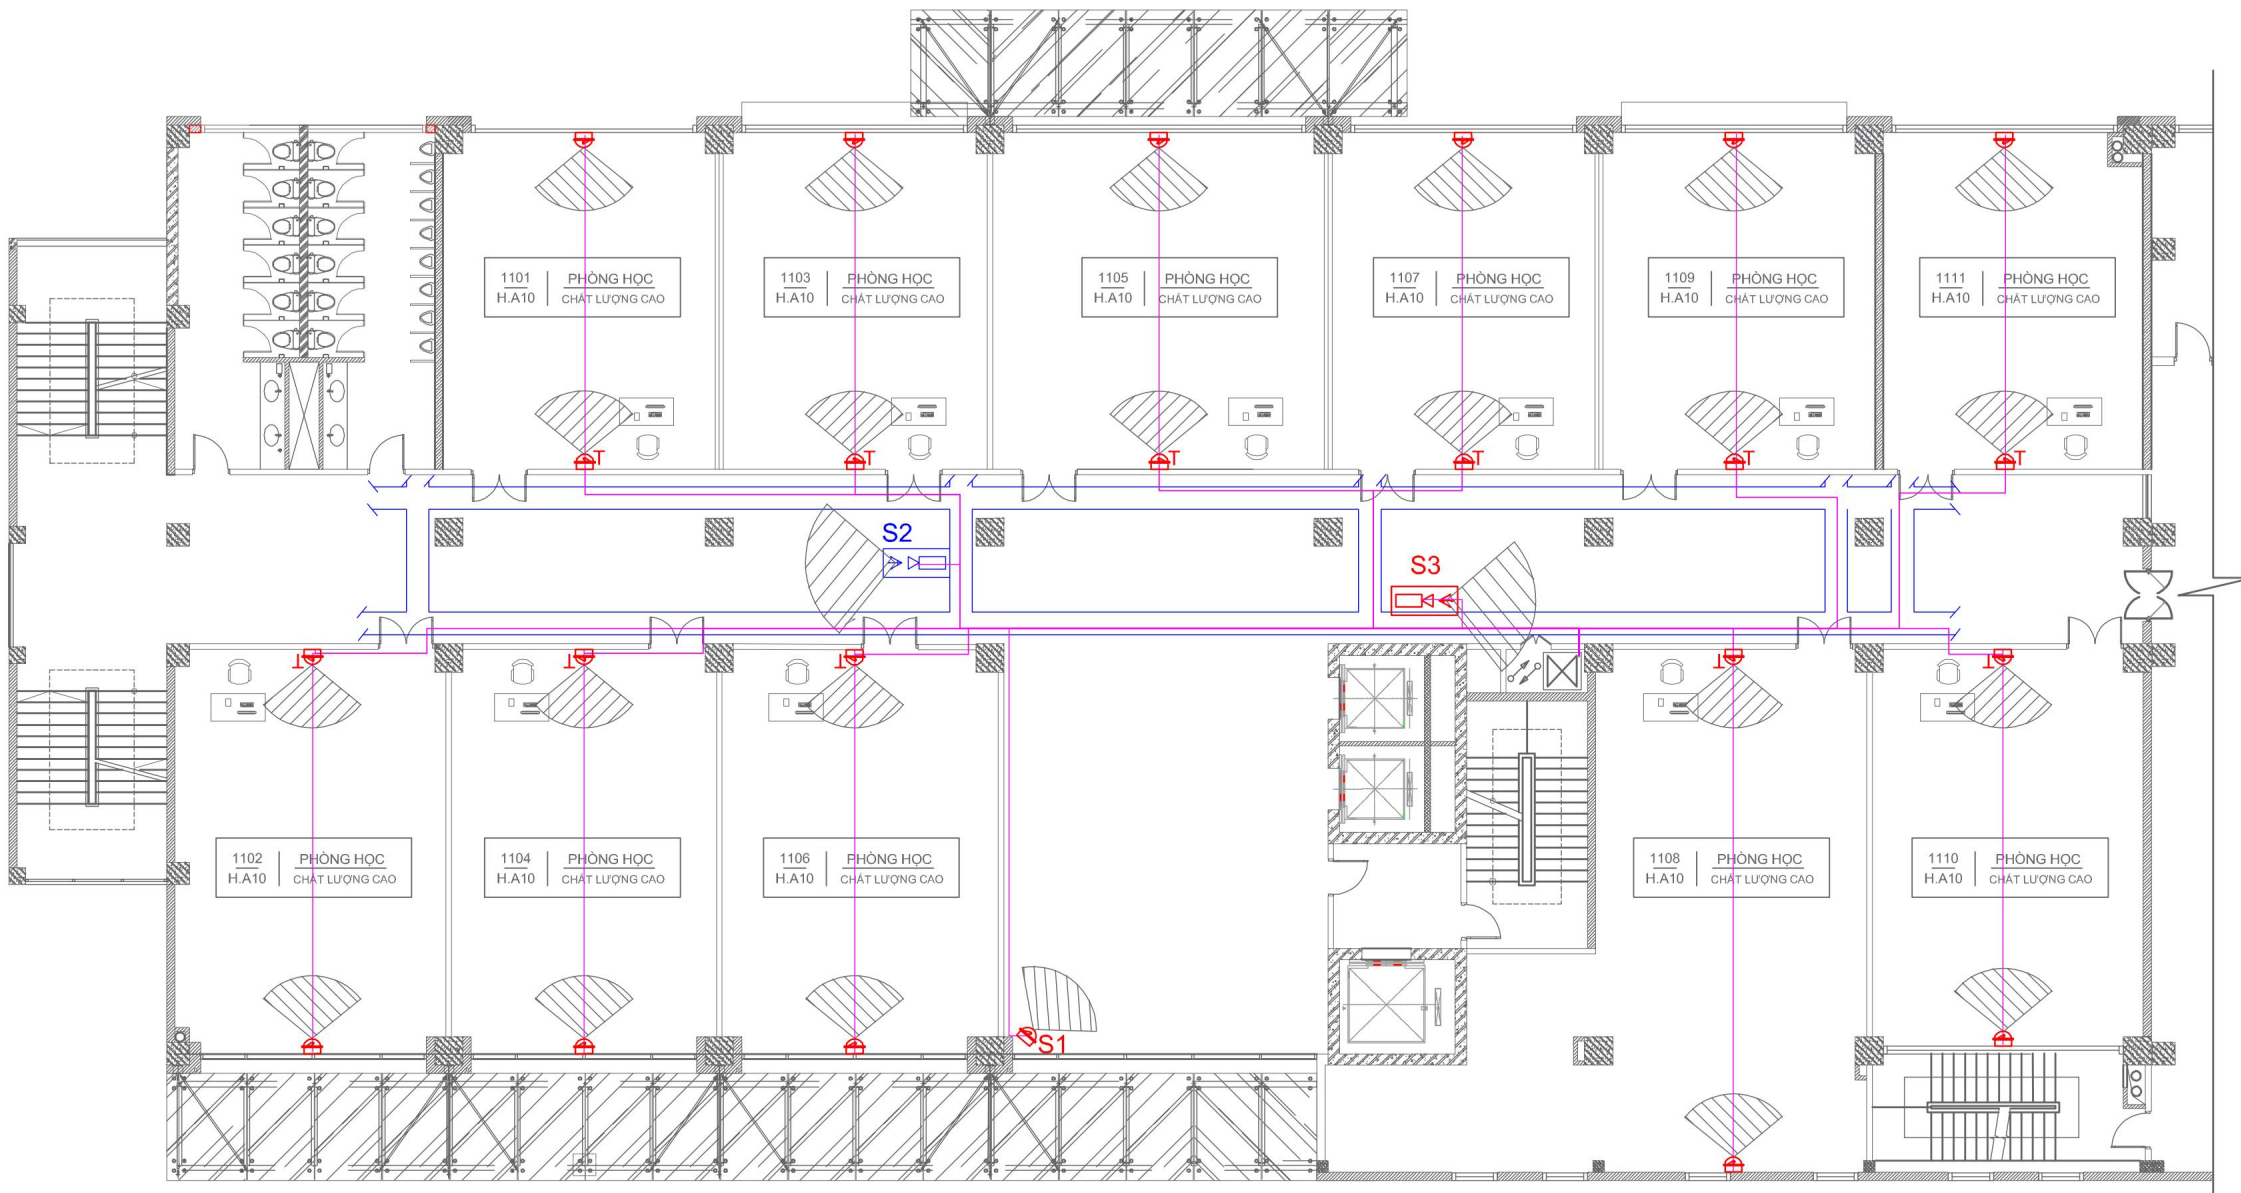 1101 PHÒNG HỌC
H.A10 CHẤT LƯỢNG CAO
1103 PHÒNG HỌC
H.A10 CHẤT LƯỢNG CAO
1105 PHÒNG HỌC
H.A10 CHẤT LƯỢNG CAO
1107 PHÒNG HỌC
H.A10 CHẤT LƯỢNG CAO
1109 PHÒNG HỌC
H.A10 CHẤT LƯỢNG CAO
1111 PHÒNG HỌC
H.A10 CHẤT LƯỢNG CAO
T
T
T
T
T
T
S2
S3
T
T
T
T
T
1102 PHÒNG HỌC
H.A10 CHẤT LƯỢNG CAO
1104 PHÒNG HỌC
H.A10 CHẤT LƯỢNG CAO
1106 PHÒNG HỌC
H.A10 CHẤT LƯỢNG CAO
1108 PHÒNG HỌC
H.A10 CHẤT LƯỢNG CAO
1110 PHÒNG HỌC
H.A10 CHẤT LƯỢNG CAO
S1